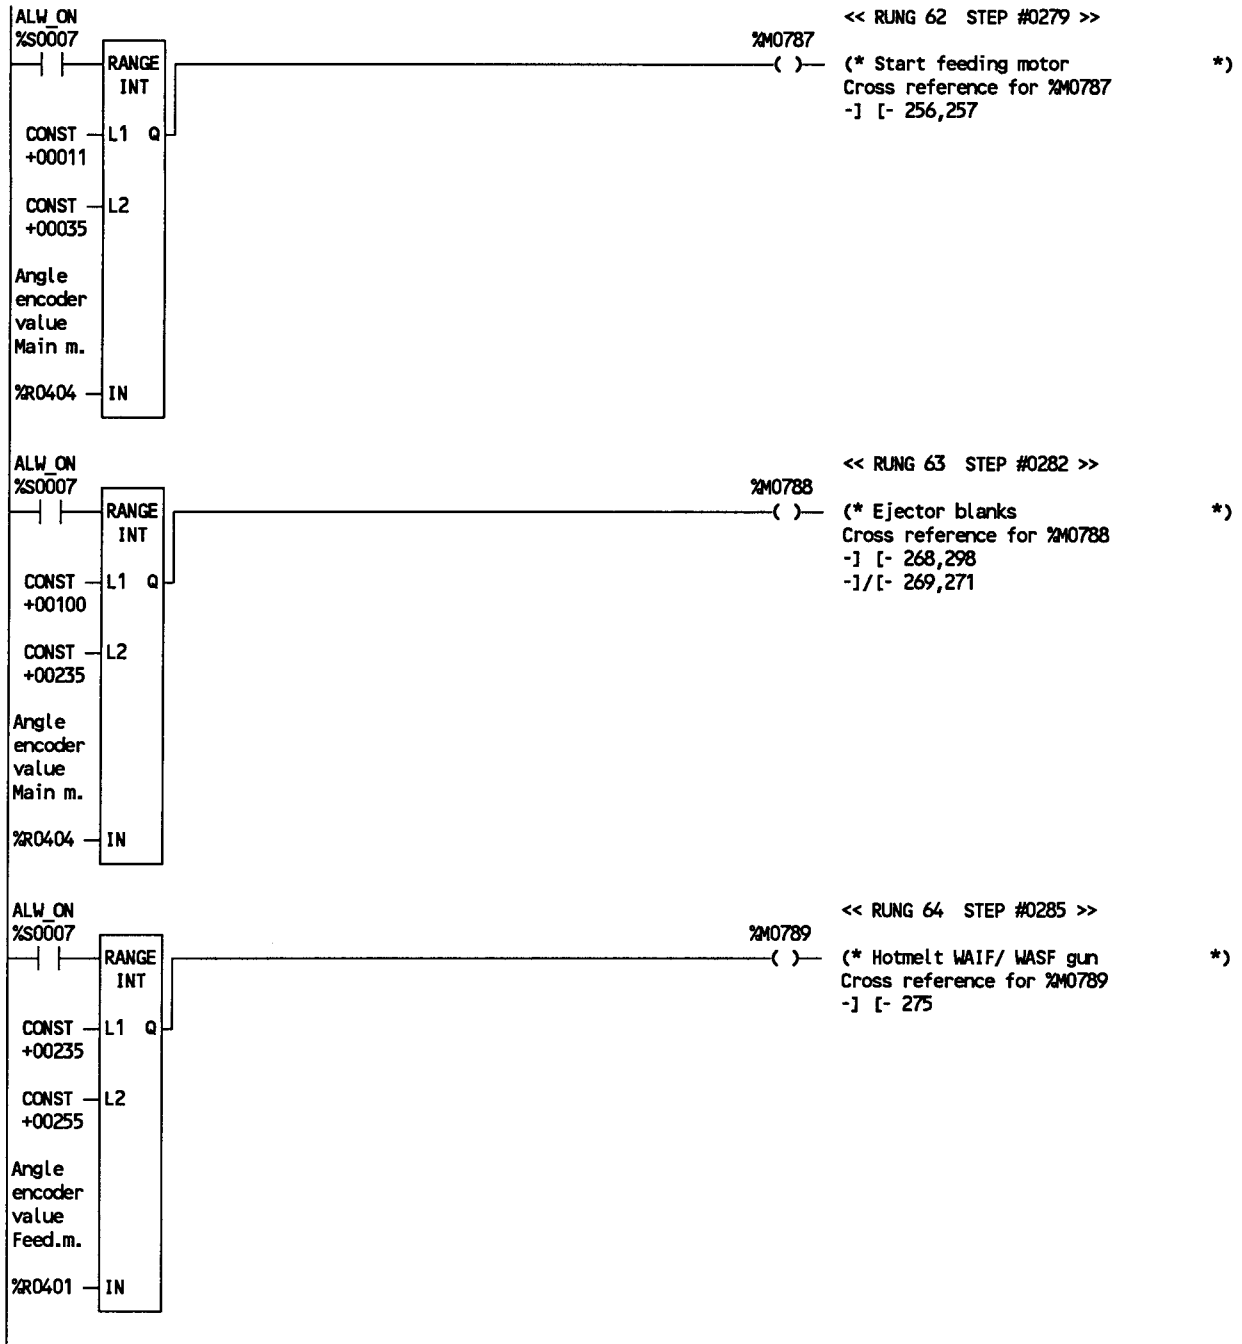 ALW_ON << RUNG 62 STEP #0279 >>
%S0007 %M0787
RANGE ( ) (* Start feeding motor *)
INT Cross reference for %M0787
-] [- 256,257
CONST L1 Q
+00011
CONST L2
+00035
Angle
encoder
value
Main m.
%R0404 IN
ALW_ON << RUNG 63 STEP #0282 >>
%S0007 %M0788
RANGE ( ) (* Ejector blanks *)
INT Cross reference for %M0788
CONST L1 Q -] [- 268,298
+00100 -]/[- 269,271
CONST L2
+00235
Angle
encoder
value
Main m.
%R0404 IN
ALW_ON << RUNG 64 STEP #0285 >>
%S0007 %M0789
RANGE ( ) (* Hotmelt WAIF/ WASF gun *)
INT Cross reference for %M0789
-] [- 275
CONST L1 Q
+00235
CONST L2
+00255
Angle
encoder
value
Feed.m.
%R0401 IN